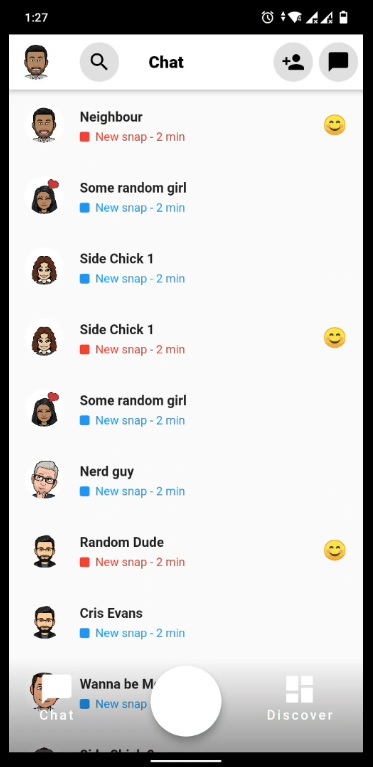 1:27
Chat
Neighbour
New snap - 2 min
Some random girl
New snap - 2 min
Side Chick 1
New snap - 2 min
Side Chick 1
New snap - 2 min
Some random girl
New snap - 2 min
Nerd guy
New snap - 2 min
Random Dude
New snap - 2 min
Cris Evans
New snap - 2 min
Wanna be
New snap
Chat
Discover